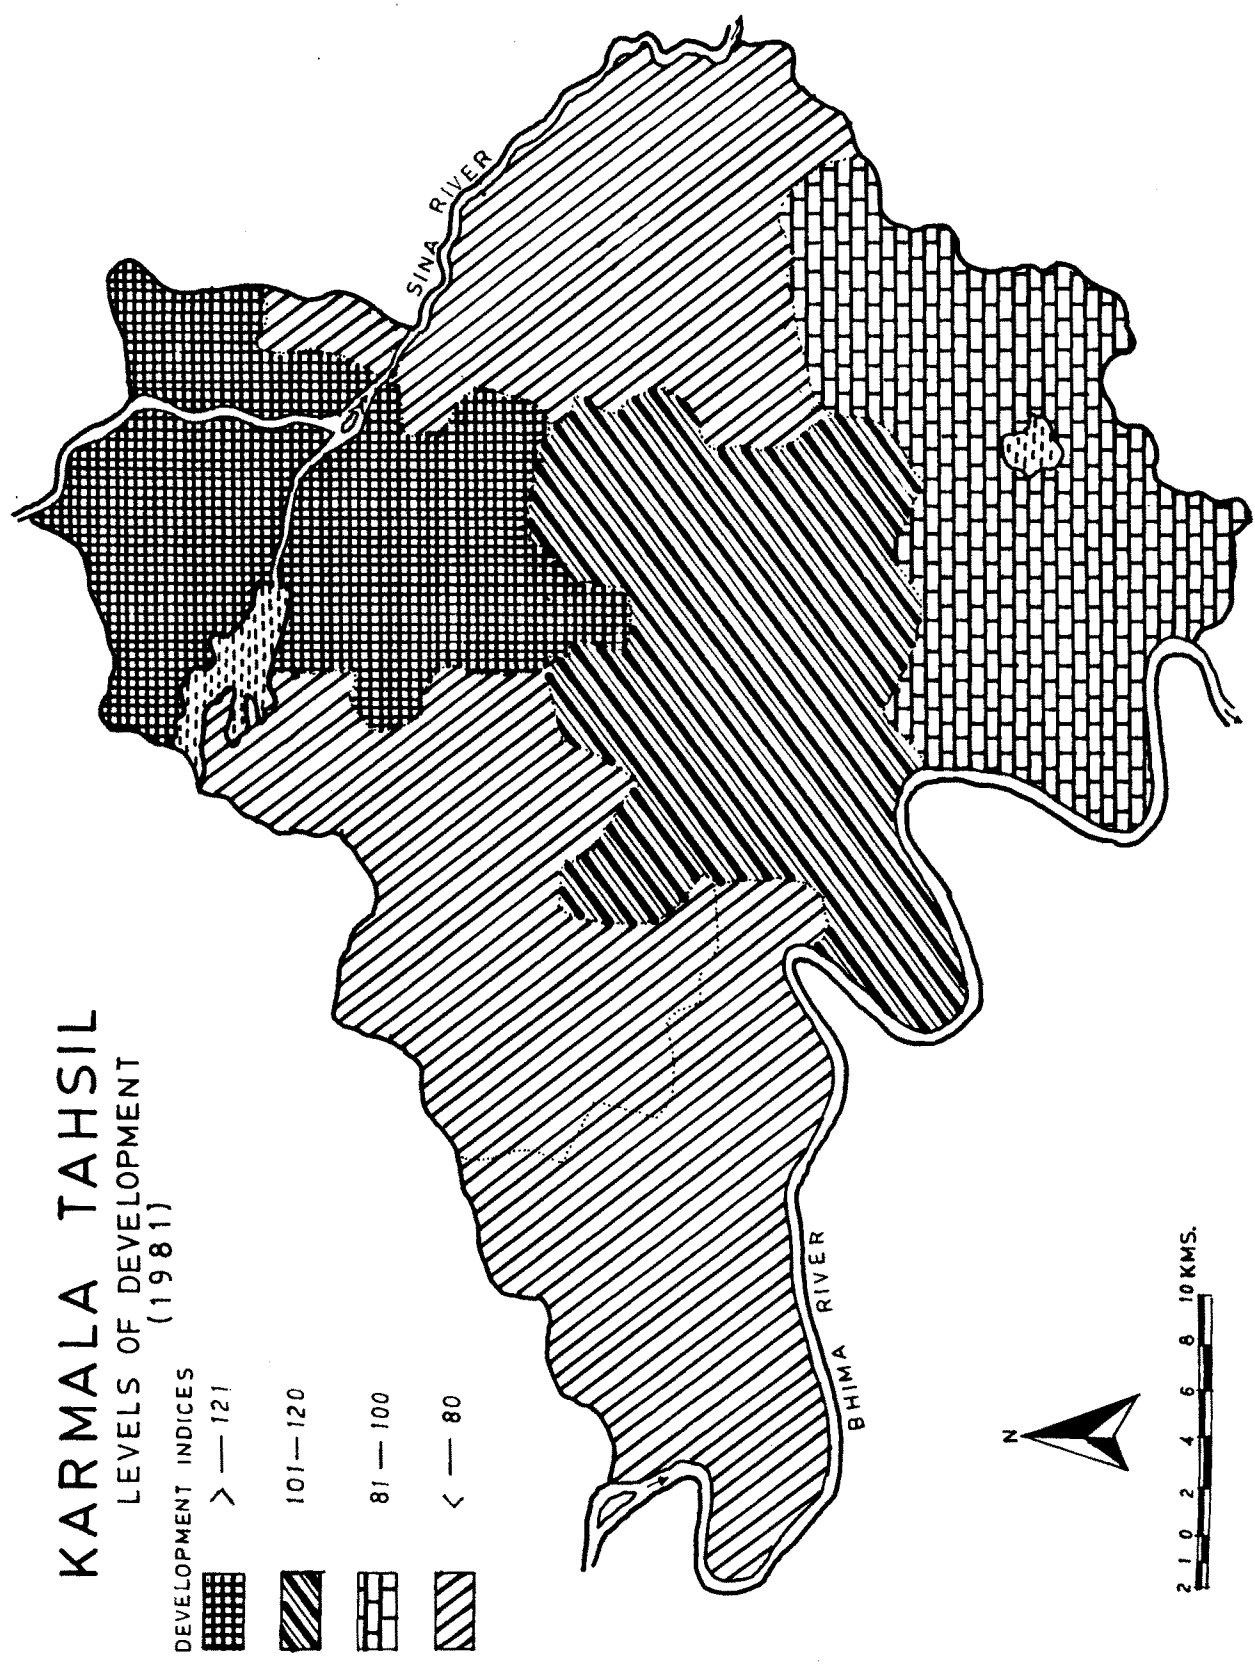 KARMALA TAHSIL
LEVELS OF DEVELOPMENT
(1981)
DEVELOPMENT INDICES
> — 121
101 — 120
81 — 100
< — 80
SINA RIVER
BHIMA RIVER
N
2 1 0 2 4 6 8 10 KMS.